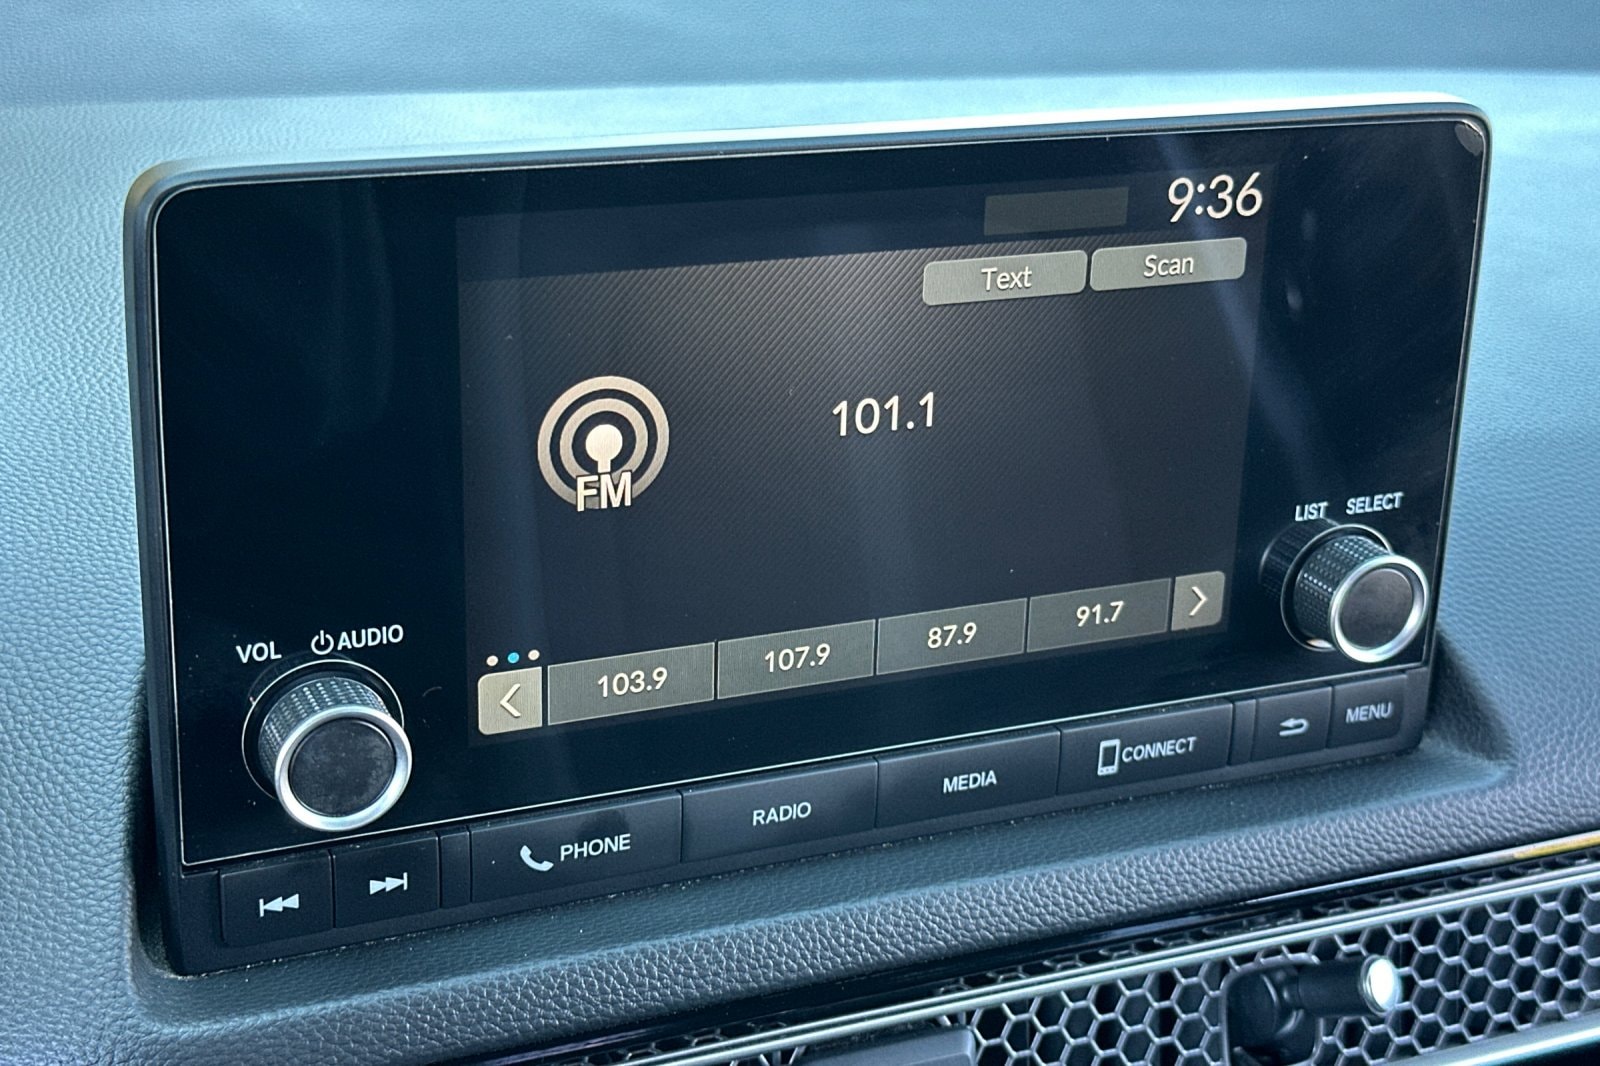 9:36
Text Scan
101.1
FM
LIST SELECT
VOL AUDIO
103.9 107.9 87.9 91.7
PHONE RADIO MEDIA CONNECT MENU